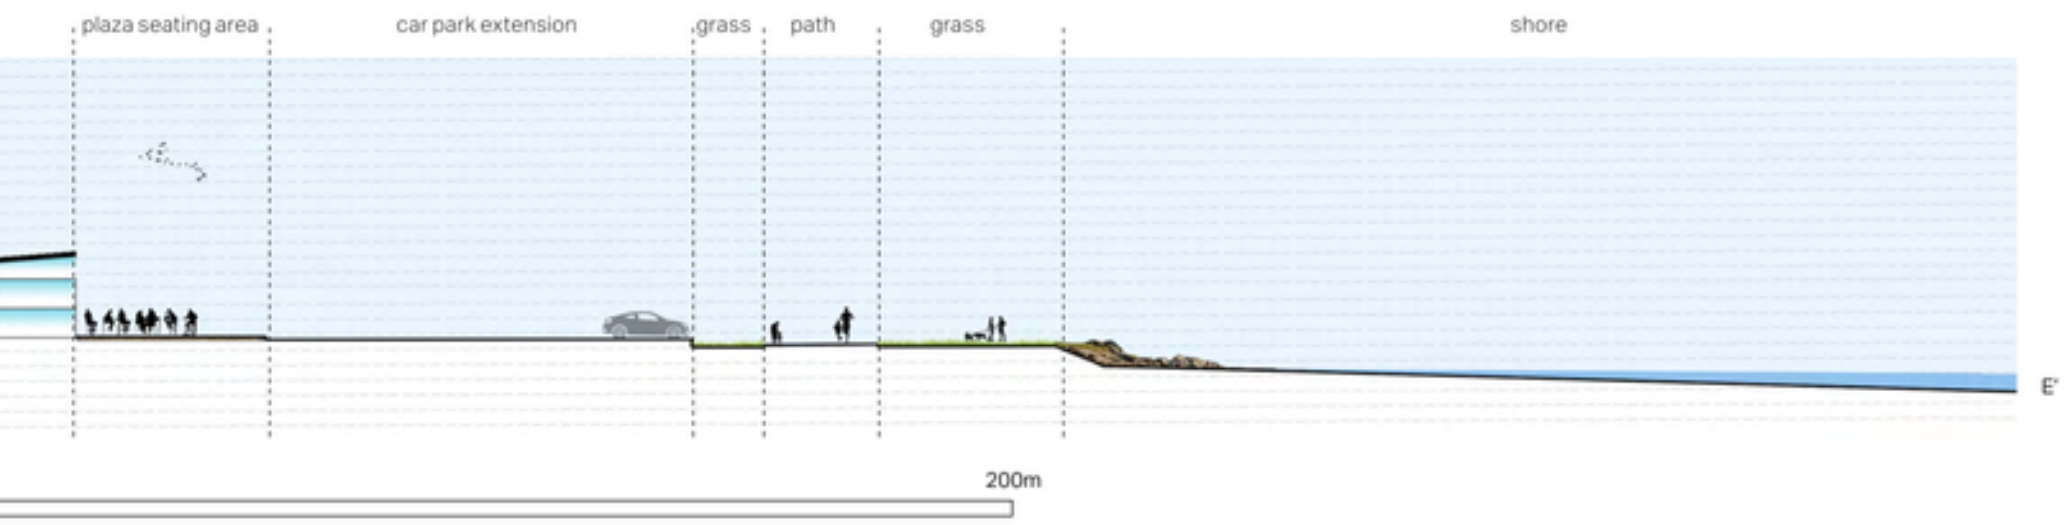 plaza seating area car park extension grass path grass shore
E'
200m